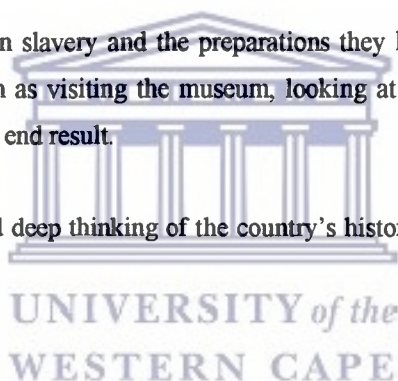 n slavery and the preparations they
as visiting the museum, looking at
end result.
deep thinking of the country's histor
UNIVERSITY of the
WESTERN CAPE